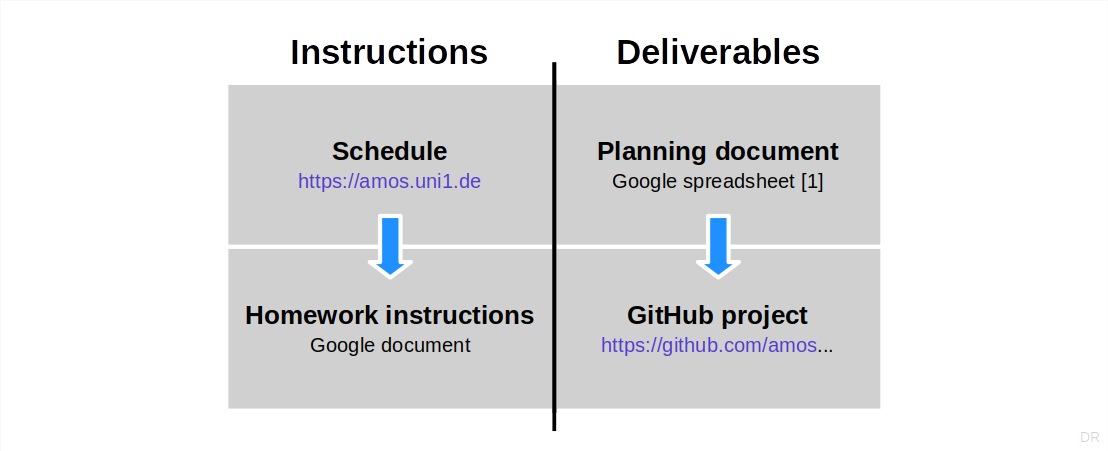 Instructions
Deliverables
Schedule
https://amos.uni1.de
Planning document
Google spreadsheet [1]
Homework instructions
Google document
GitHub project
https://github.com/amos...
DR